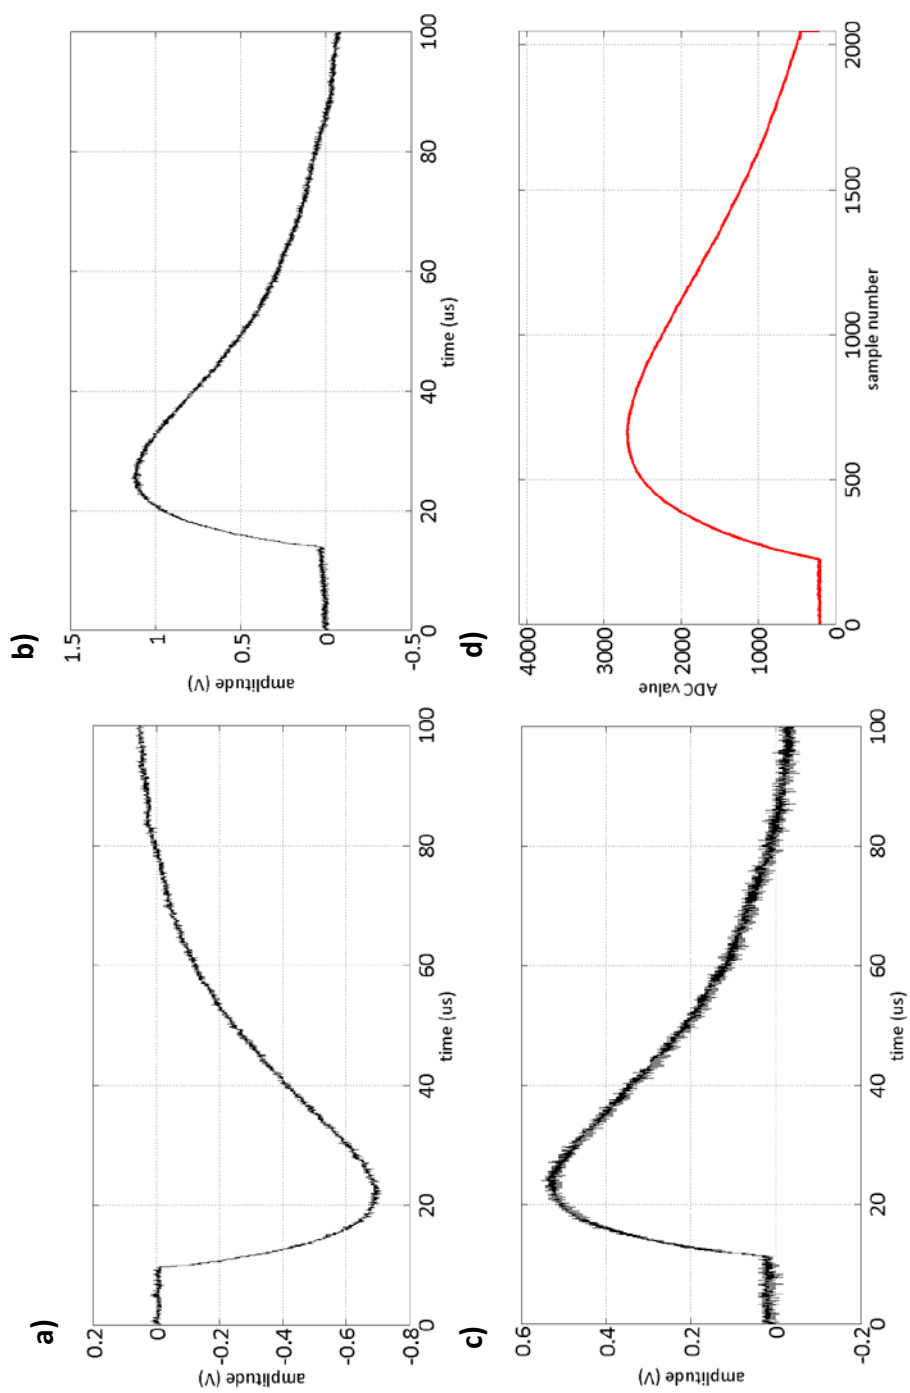 a)
0.2
0
-0.2
-0.4
-0.6
-0.8
amplitude (V)
0 20 40 60 80 100
time (us)
b)
1.5
1
0.5
0
-0.5
amplitude (V)
0 20 40 60 80 100
time (us)
c)
0.6
0.4
0.2
0
-0.2
amplitude (V)
0 20 40 60 80 100
time (us)
d)
4000
3000
2000
1000
ADC value
0 500 1000 1500 2000
sample number